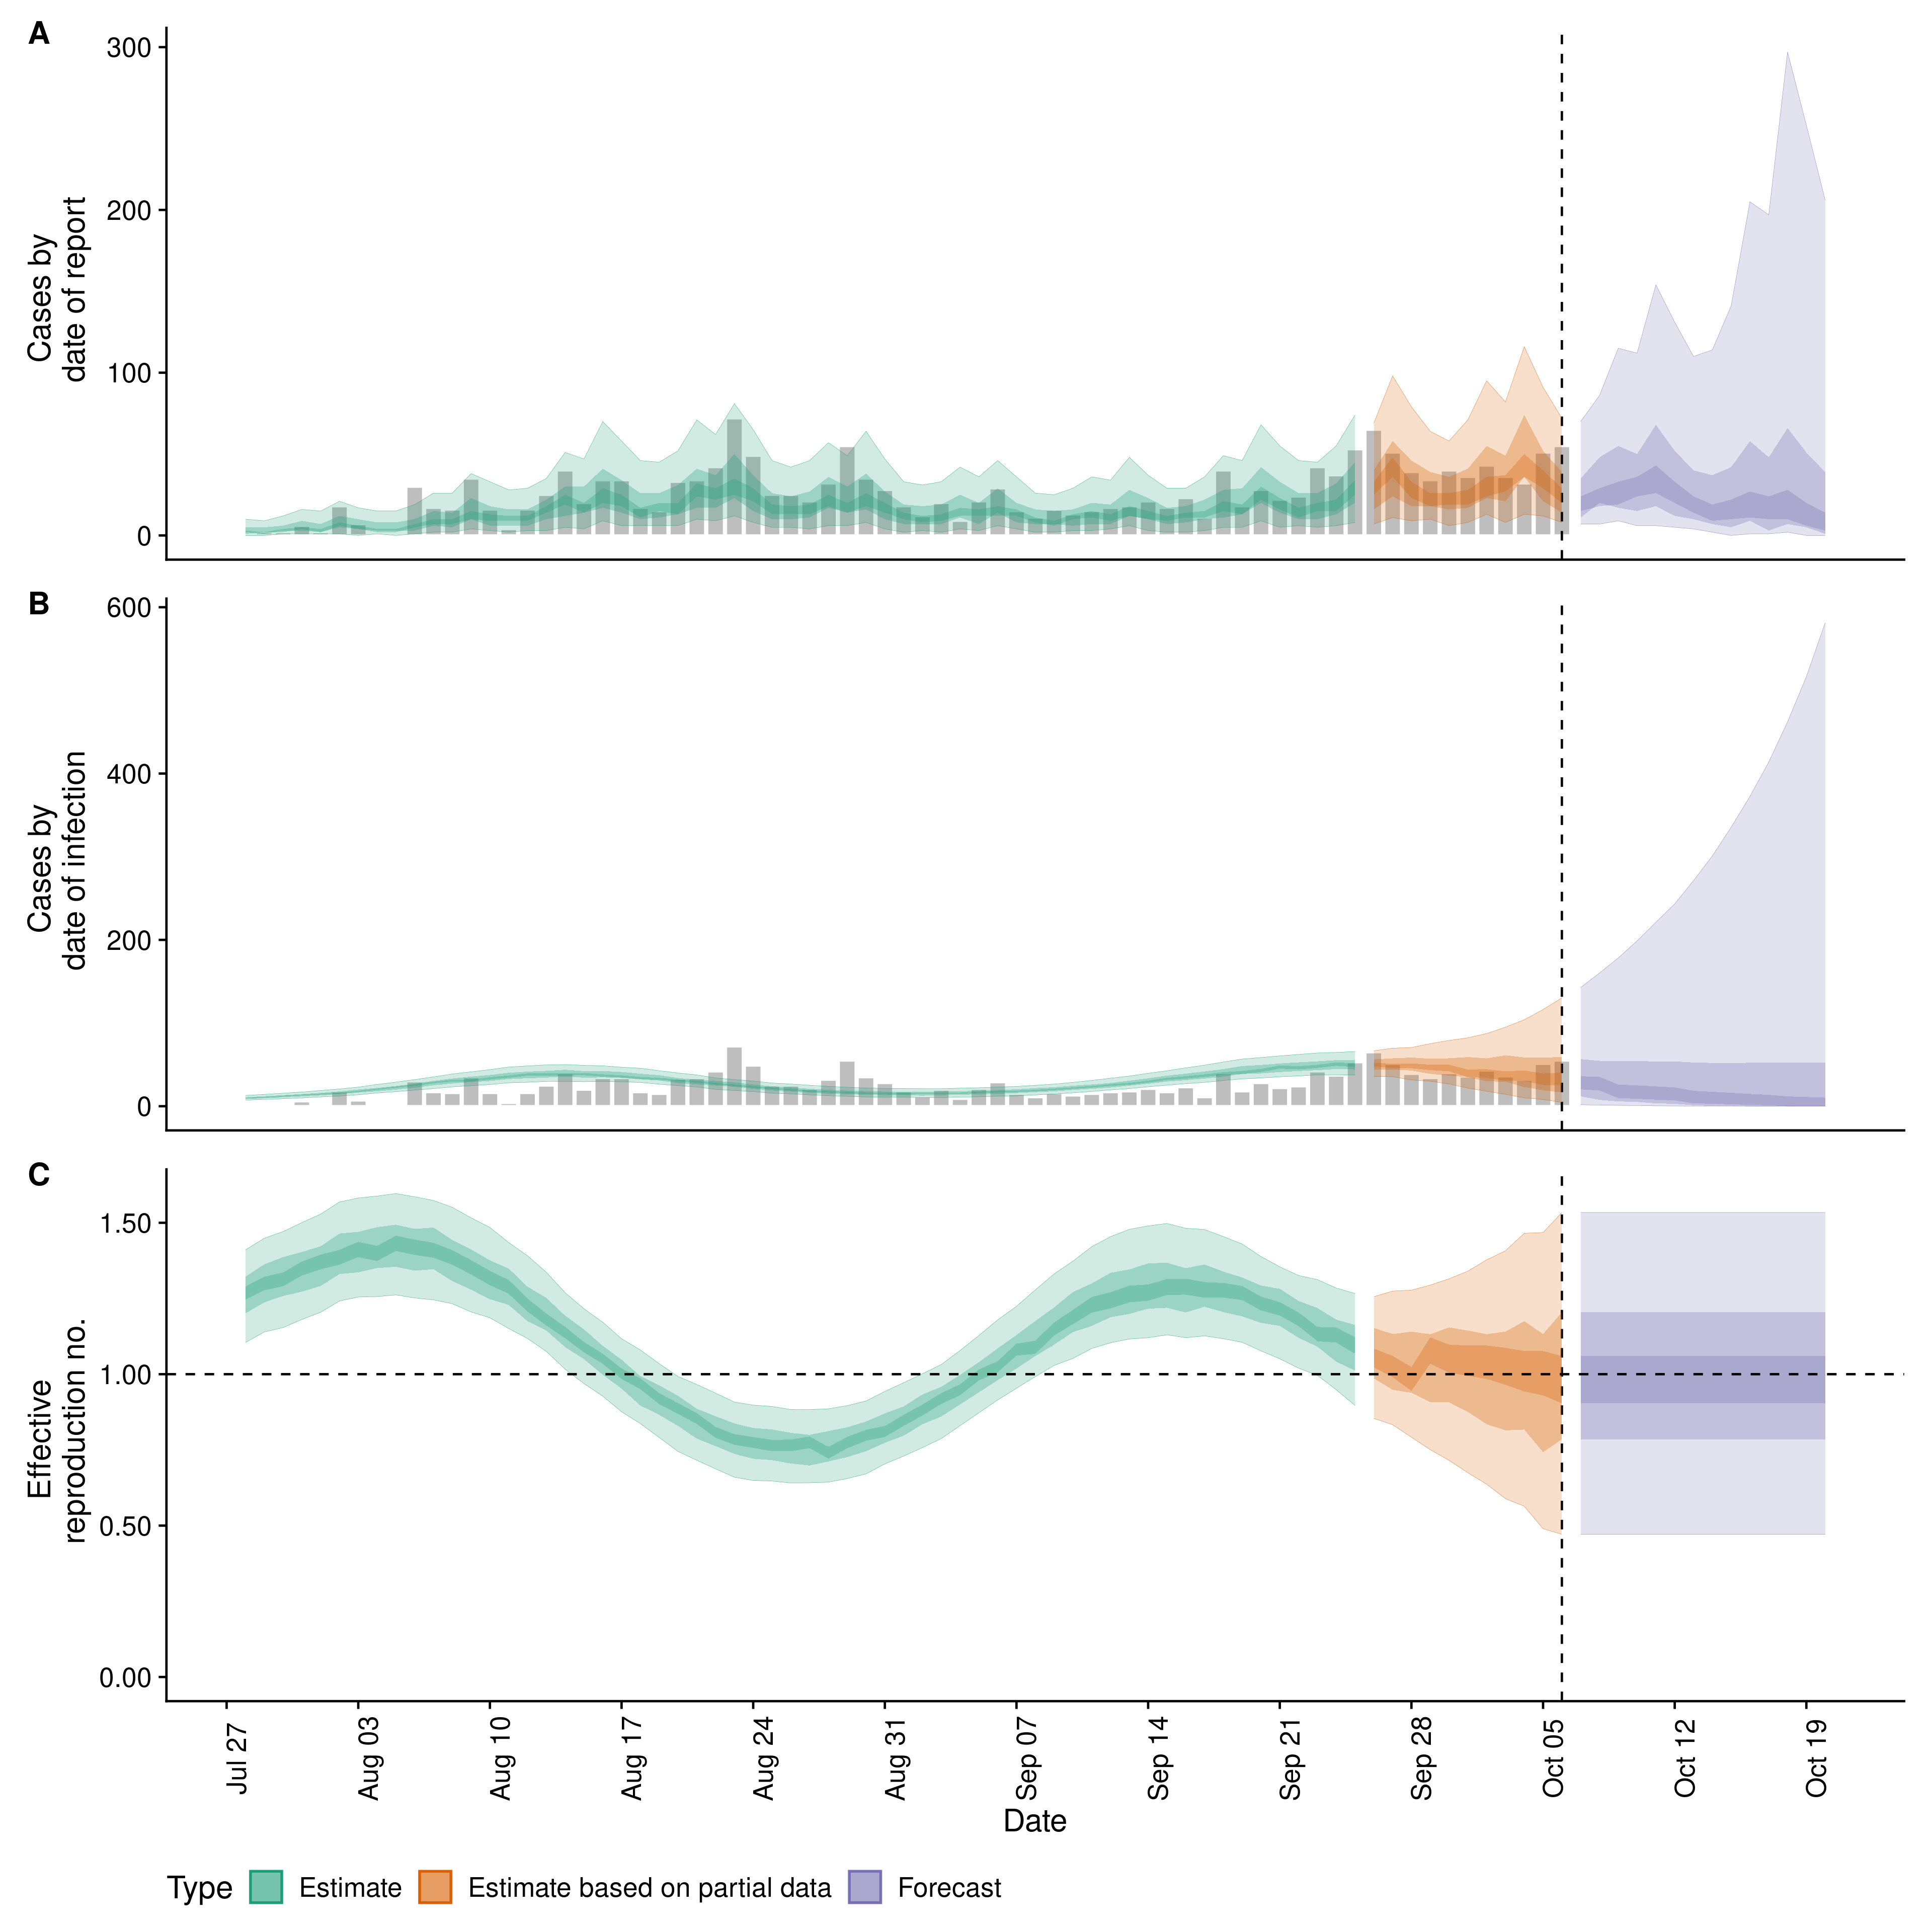 A
Cases by
date of report
300
200
100
0
B
Cases by
date of infection
600
400
200
0
C
Effective
reproduction no.
1.50
1.00
0.50
0.00
Jul 27
Aug 03
Aug 10
Aug 17
Aug 24
Aug 31
Sep 07
Sep 14
Sep 21
Sep 28
Oct 05
Oct 12
Oct 19
Date
Type Estimate Estimate based on partial data Forecast